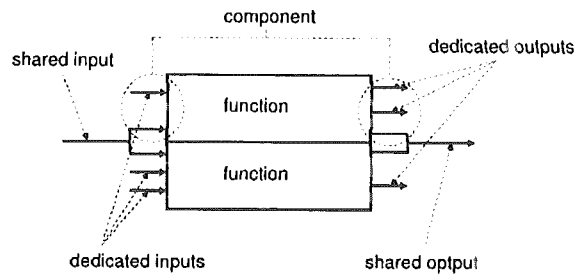 component
dedicated outputs
shared input
function
function
dedicated inputs
shared optput